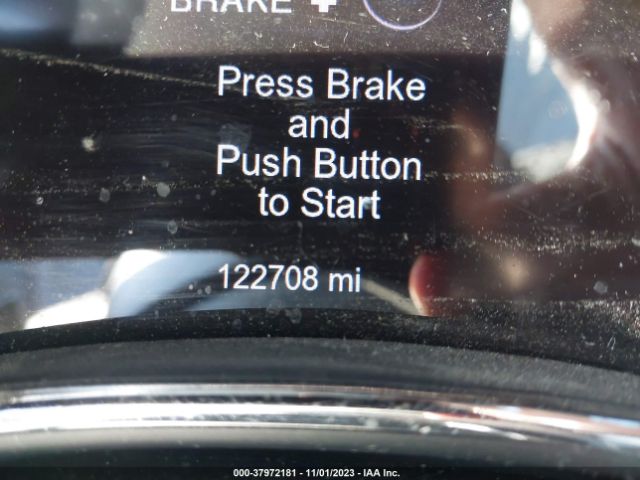 BRAKE +
Press Brake
and
Push Button
to Start
122708 mi
000-37972181 - 11/01/2023 - IAA Inc.